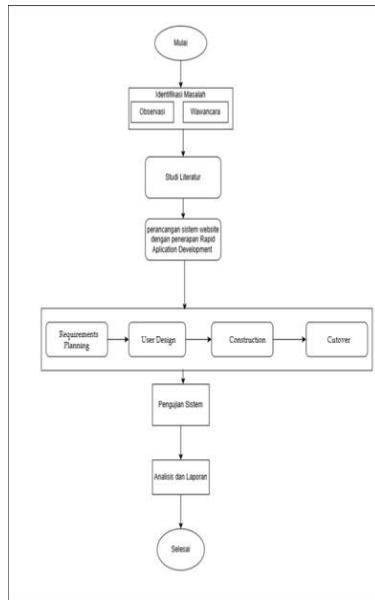 Mulai
Identifikasi Masalah
Observasi
Wawancara
Studi Literatur
perancangan sistem website
dengan penerapan Rapid
Aplication Development
Requirements
Planning
User Design
Construction
Cutover
Pengujian Sistem
Analisis dan Laporan
Selesai